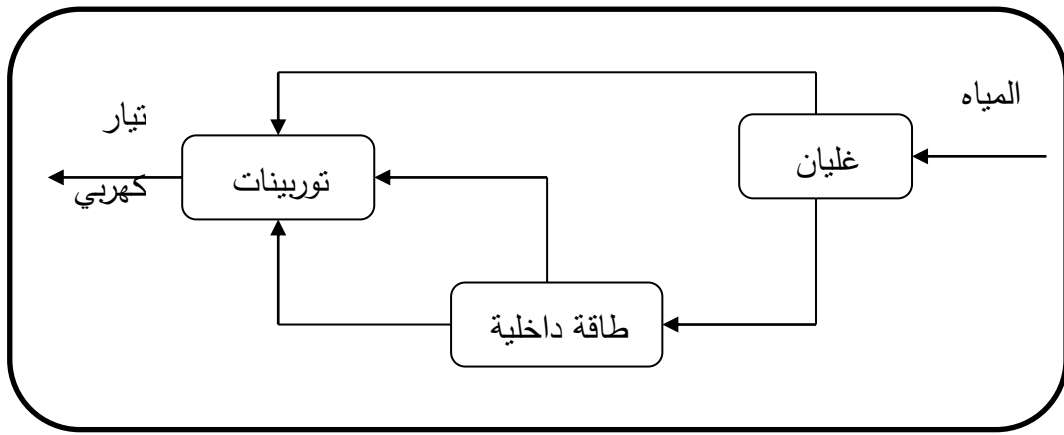 المياه
غليان
تيار
كهربي
توربينات
طاقة داخلية